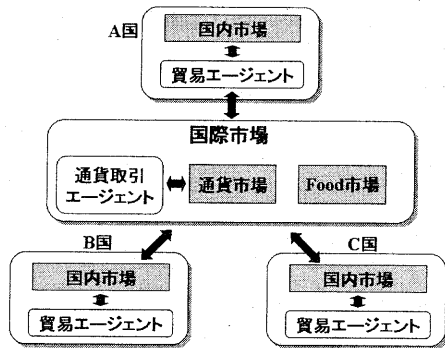 A国
国内市場
貿易エージェント
国際市場
通貨取引
エージェント
通貨市場
Food市場
B国
国内市場
貿易エージェント
C国
国内市場
貿易エージェント